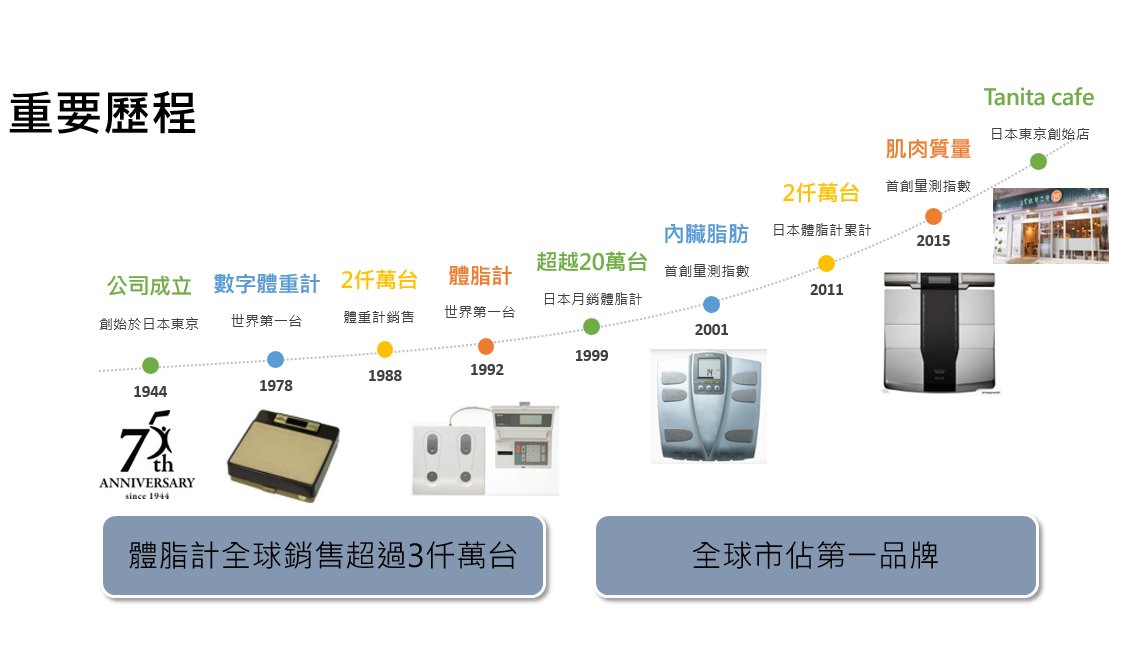 重要歷程
公司成立
創始於日本東京
1944
75th
ANNIVERSARY
since 1944
數字體重計
世界第一台
1978
2仟萬台
體重計銷售
1988
體脂計
世界第一台
1992
超越20萬台
日本月銷體脂計
1999
內臟脂肪
首創量測指數
2001
2仟萬台
日本體脂計累計
2011
肌肉質量
首創量測指數
2015
Tanita cafe
日本東京創始店
體脂計全球銷售超過3仟萬台
全球市佔第一品牌